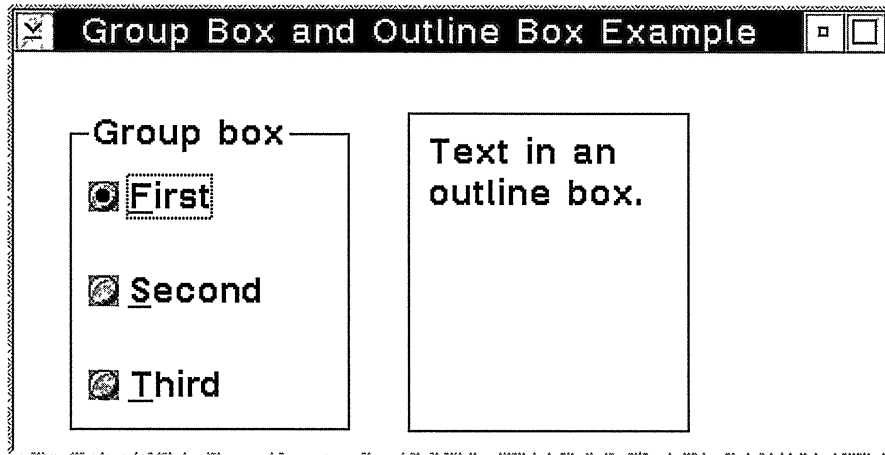 Group Box and Outline Box Example
Group box
First
Second
Third
Text in an
outline box.